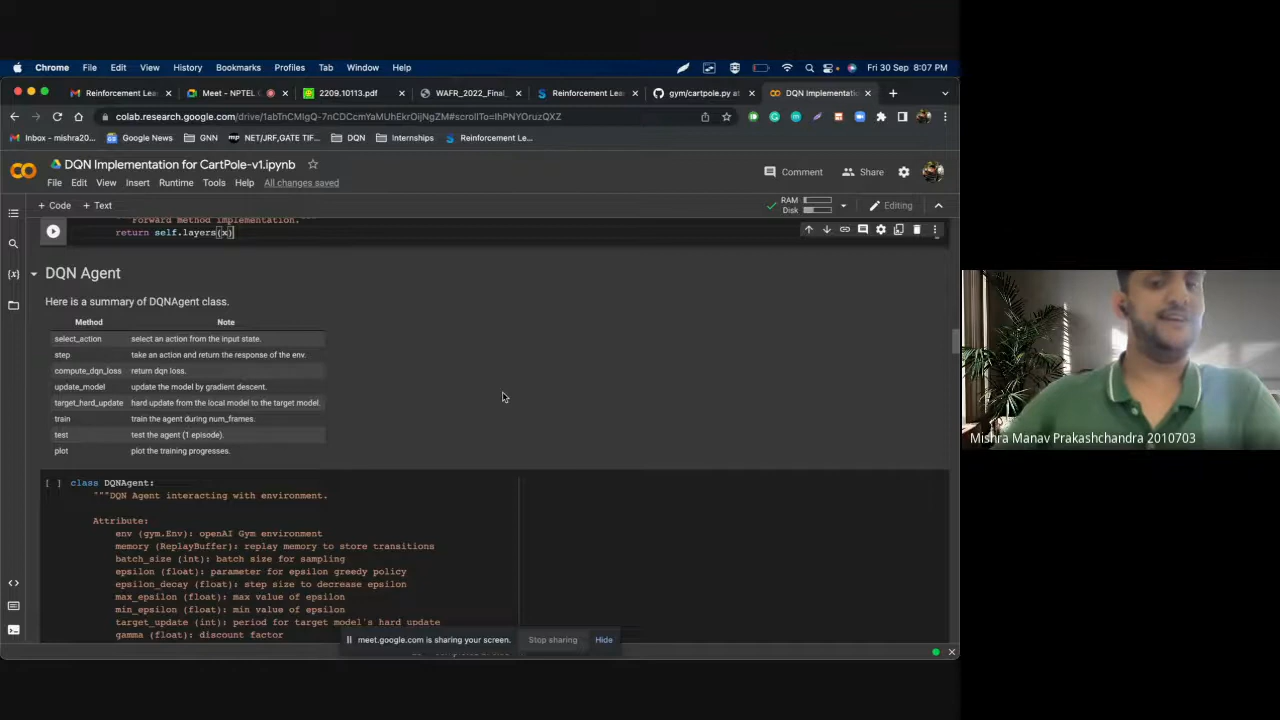 Chrome File Edit View History Bookmarks Profiles Tab Window Help Fri 30 Sep 8:07 PM
Reinforcement Lea Meet - NPTEL 2209.10113.pdf WAFR_2022_Final_ Reinforcement Lea gym/cartpole.py at DQN Implementatio
colab.research.google.com/drive/1abTnCMIgQ-7nCDCcmYaMUhEkrOijNgZM#scrollTo=lhPNYOruzQXZ
Inbox - mishra20... Google News GNN NET/JRF,GATE TIF... DQN Internships Reinforcement Lea...
DQN Implementation for CartPole-v1.ipynb
Comment Share
File Edit View Insert Runtime Tools Help All changes saved
+ Code + Text RAM Disk Editing
"""Forward method implementation."""
return self.layers(x)
DQN Agent
Here is a summary of DQNAgent class.
Method Note
select_action select an action from the input state.
step take an action and return the response of the env.
compute_dqn_loss return dqn loss.
update_model update the model by gradient descent.
target_hard_update hard update from the local model to the target model.
train train the agent during num_frames.
test test the agent (1 episode).
plot plot the training progresses.
[ ] class DQNAgent:
"""DQN Agent interacting with environment.
Attribute:
env (gym.Env): openAI Gym environment
memory (ReplayBuffer): replay memory to store transitions
batch_size (int): batch size for sampling
epsilon (float): parameter for epsilon greedy policy
epsilon_decay (float): step size to decrease epsilon
max_epsilon (float): max value of epsilon
min_epsilon (float): min value of epsilon
target_update (int): period for target model's hard update
gamma (float): discount factor
meet.google.com is sharing your screen. Stop sharing Hide
Mishra Manav Prakashchandra 2010703